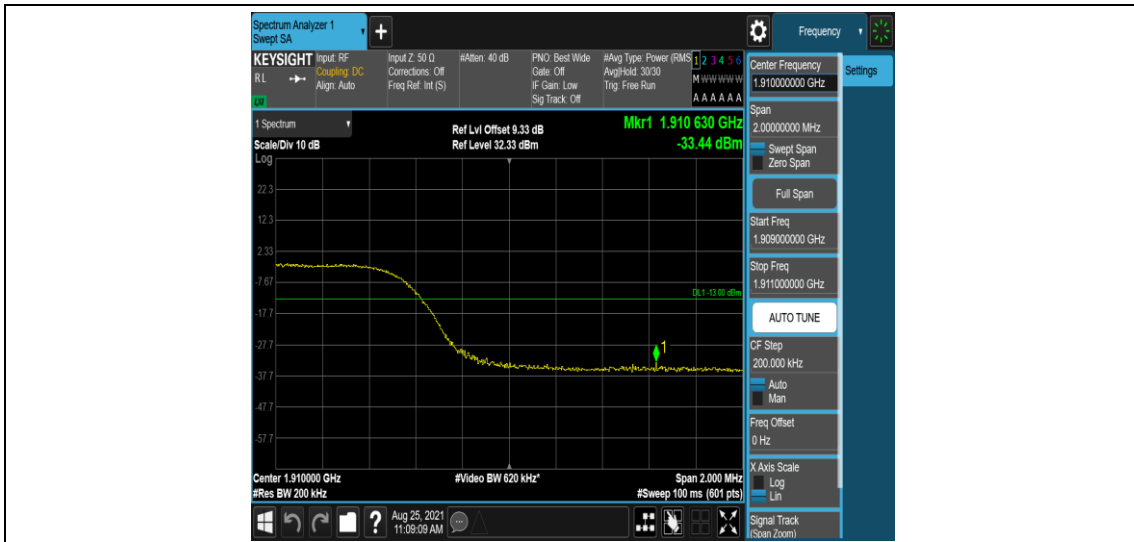 Spectrum Analyzer 1
Swept SA
+
Frequency
KEYSIGHT
RL
LXI
Input: RF
Coupling: DC
Align: Auto
Input Z: 50 Ω
Corrections: Off
Freq Ref: Int (S)
#Atten: 40 dB
PNO: Best Wide
Gate: Off
IF Gain: Low
Sig Track: Off
#Avg Type: Power (RMS
Avg|Hold: 30/30
Trig: Free Run
1 2 3 4 5 6
M W W W W W
A A A A A A
1 Spectrum
Scale/Div 10 dB
Log
Ref Lvl Offset 9.33 dB
Ref Level 32.33 dBm
Mkr1 1.910 630 GHz
-33.44 dBm
22.3
12.3
2.33
-7.67
DL1 -13.00 dBm
-17.7
-27.7
1
-37.7
-47.7
-57.7
Center 1.910000 GHz
#Res BW 200 kHz
#Video BW 620 kHz*
Span 2.000 MHz
#Sweep 100 ms (601 pts)
Aug 25, 2021
11:09:09 AM
?
Center Frequency
1.910000000 GHz
Settings
Span
2.00000000 MHz
Swept Span
Zero Span
Full Span
Start Freq
1.909000000 GHz
Stop Freq
1.911000000 GHz
AUTO TUNE
CF Step
200.000 kHz
Auto
Man
Freq Offset
0 Hz
X Axis Scale
Log
Lin
Signal Track
(Span Zoom)